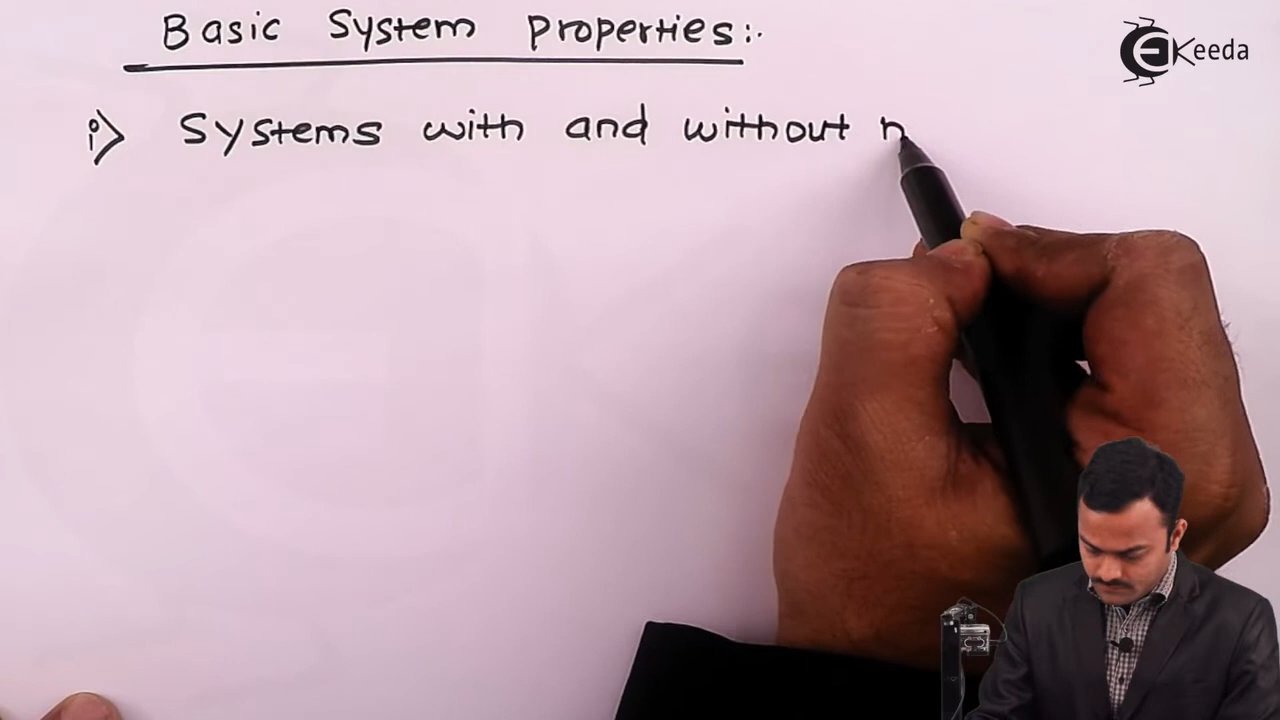 Basic System Properties:.
EKeeda
i) Systems with and without